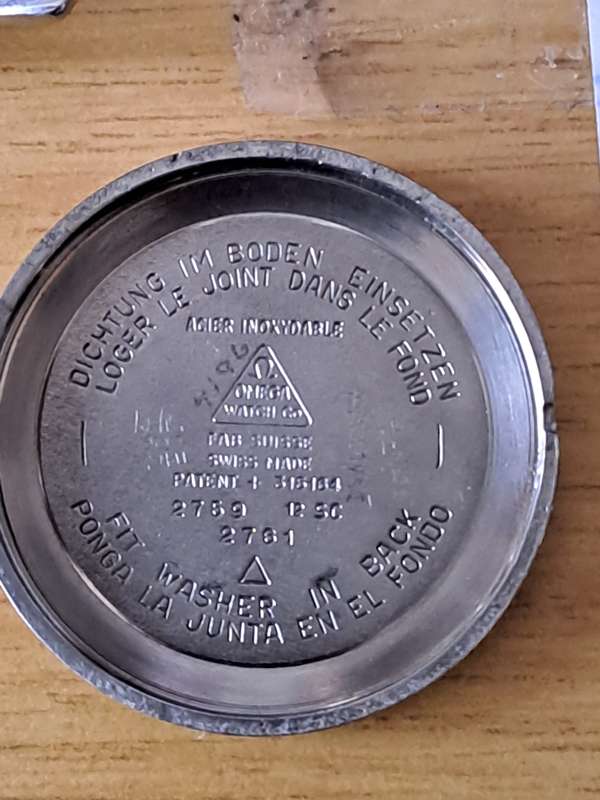 DICHTUNG IM BODEN EINSETZEN
LOGER LE JOINT DANS LE FOND
ACIER INOXYDABLE
Ω
OMEGA
WATCH Co
FAB. SUISSE
SWISS MADE
PATENT + 315184
2759 12 SC
2761
FIT WASHER IN BACK
PONGA LA JUNTA EN EL FONDO